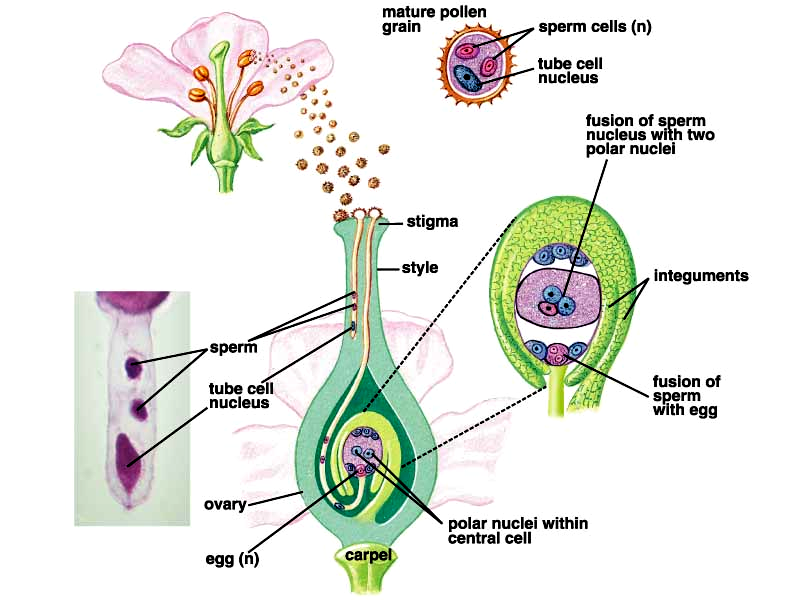 mature pollen
grain
sperm cells (n)
tube cell
nucleus
fusion of sperm
nucleus with two
polar nuclei
stigma
style
integuments
sperm
tube cell
nucleus
fusion of
sperm
with egg
ovary
polar nuclei within
central cell
egg (n)
carpel